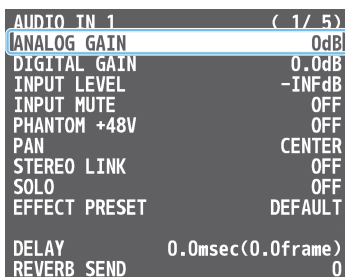 AUDIO IN 1 ( 1/ 5)
ANALOG GAIN 0dB
DIGITAL GAIN 0.0dB
INPUT LEVEL -INFdB
INPUT MUTE OFF
PHANTOM +48V OFF
PAN CENTER
STEREO LINK OFF
SOLO OFF
EFFECT PRESET DEFAULT
DELAY 0.0msec(0.0frame)
REVERB SEND 0